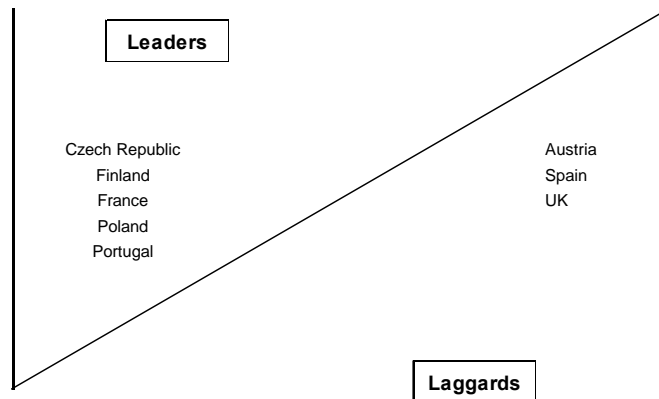 Leaders
Czech Republic
Finland
France
Poland
Portugal
Austria
Spain
UK
Laggards